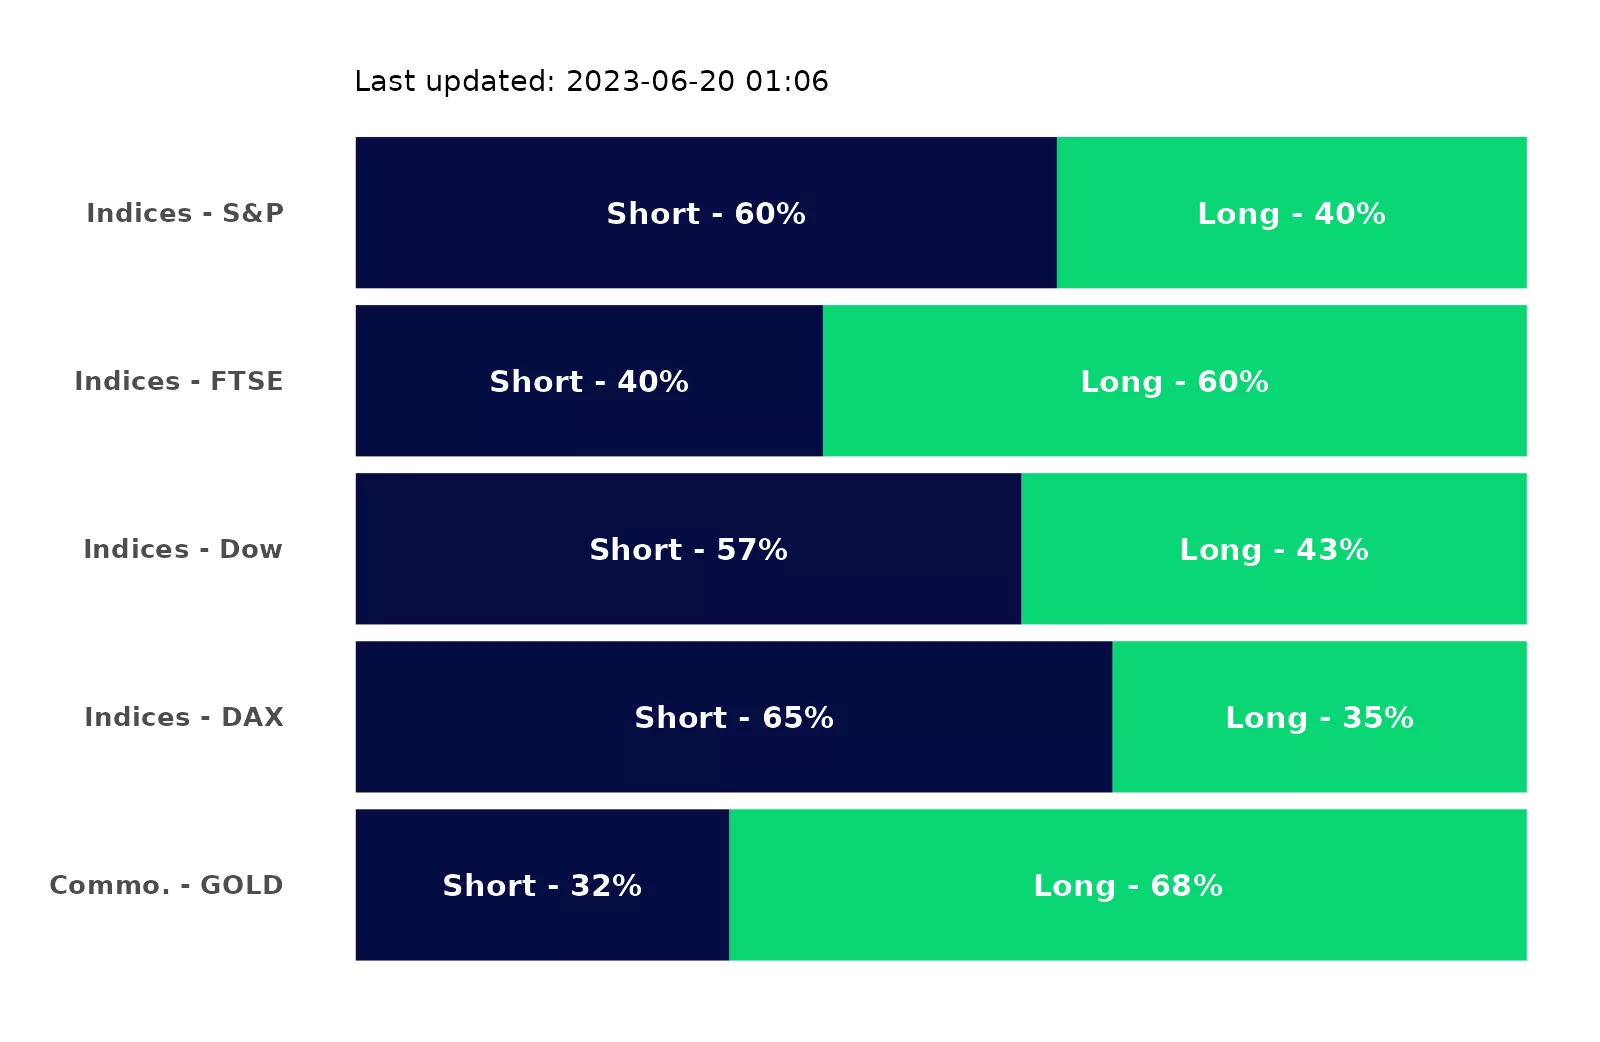 Last updated: 2023-06-20 01:06
Indices - S&P
Short - 60%
Long - 40%
Indices - FTSE
Short - 40%
Long - 60%
Indices - Dow
Short - 57%
Long - 43%
Indices - DAX
Short - 65%
Long - 35%
Commo. - GOLD
Short - 32%
Long - 68%